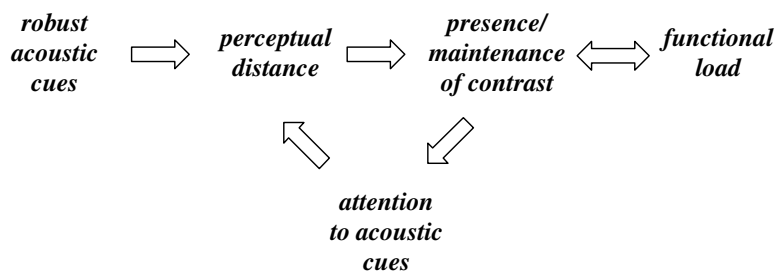 robust
acoustic
cues
perceptual
distance
presence/
maintenance
of contrast
functional
load
attention
to acoustic
cues